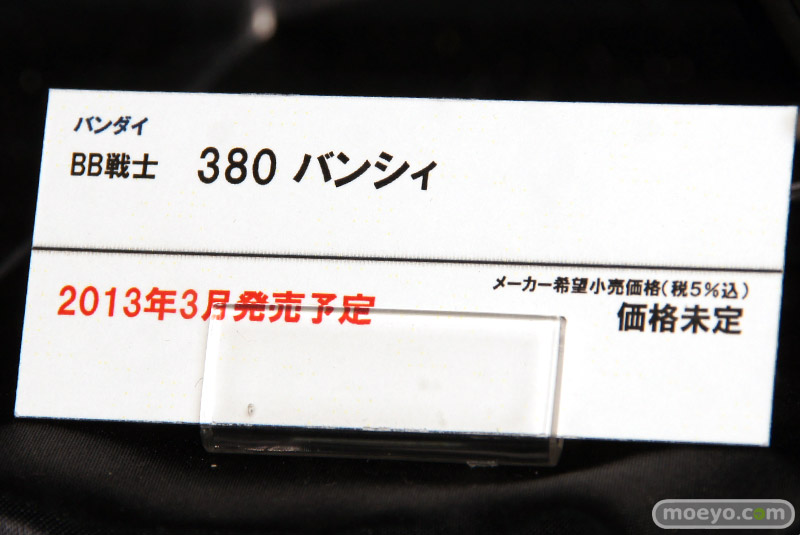 バンダイ
BB戦士 380 バンシィ
2013年3月発売予定
メーカー希望小売価格(税5%込)
価格未定
moeyo.com